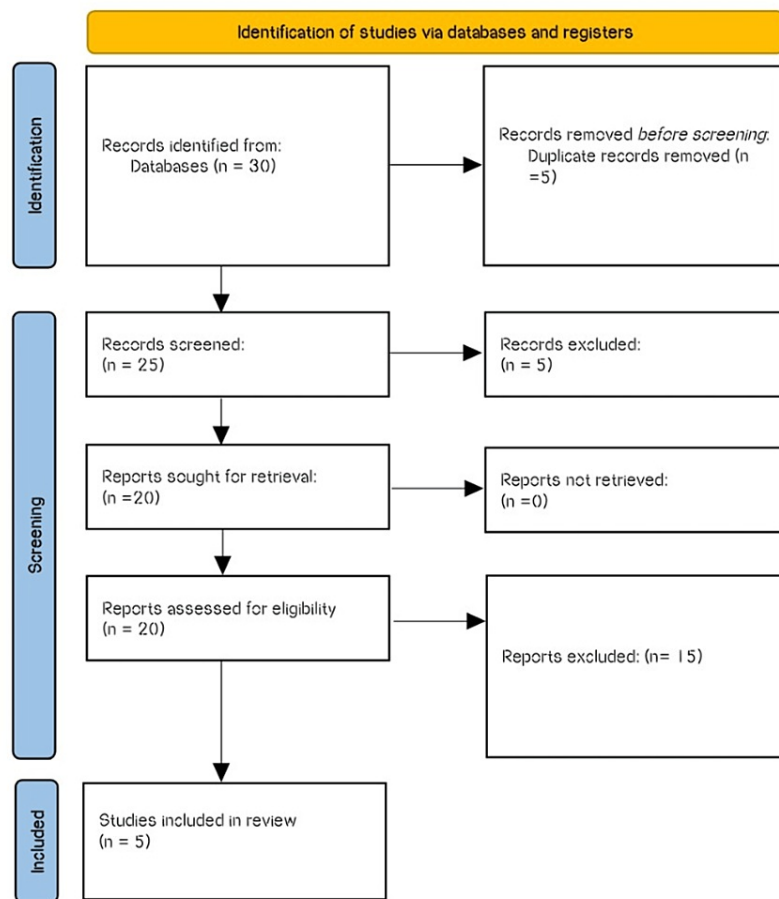 Identification of studies via databases and registers
Identification
Records identified from:
Databases (n = 30)
Records removed before screening:
Duplicate records removed (n
=5)
Screening
Records screened:
(n = 25)
Records excluded:
(n = 5)
Reports sought for retrieval:
(n =20)
Reports not retrieved:
(n =0)
Reports assessed for eligibility
(n = 20)
Reports excluded: (n= 15)
Included
Studies included in review
(n = 5)